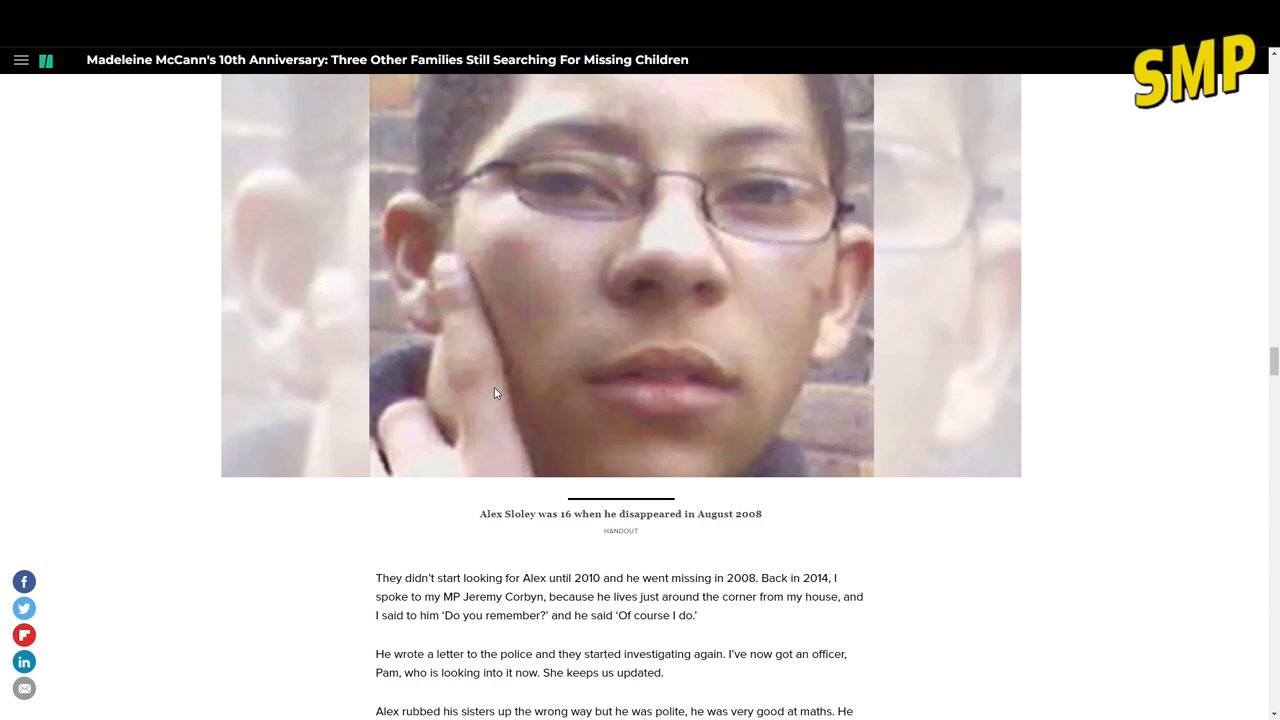 Madeleine McCann's 10th Anniversary: Three Other Families Still Searching For Missing Children
SMP
Alex Sloley was 16 when he disappeared in August 2008
HANDOUT
They didn’t start looking for Alex until 2010 and he went missing in 2008. Back in 2014, I
spoke to my MP Jeremy Corbyn, because he lives just around the corner from my house, and
I said to him ‘Do you remember?’ and he said ‘Of course I do.’
He wrote a letter to the police and they started investigating again. I’ve now got an officer,
Pam, who is looking into it now. She keeps us updated.
Alex rubbed his sisters up the wrong way but he was polite, he was very good at maths. He